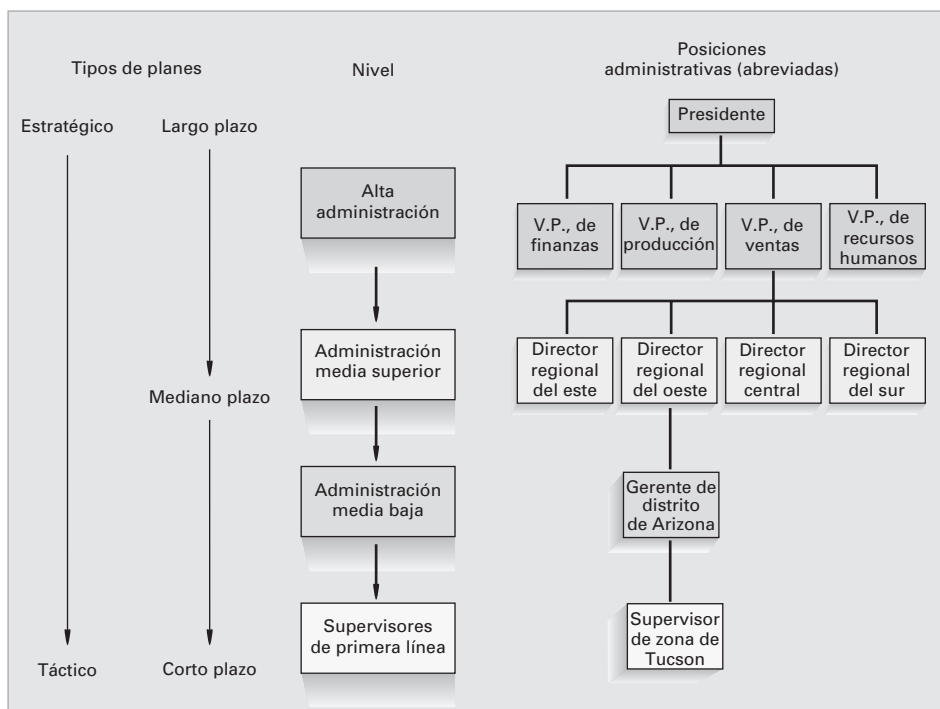 Tipos de planes
Nivel
Posiciones
administrativas (abreviadas)
Estratégico
Largo plazo
Mediano plazo
Táctico
Corto plazo
Alta
administración
Administración
media superior
Administración
media baja
Supervisores
de primera línea
Presidente
V.P., de
finanzas
V.P., de
producción
V.P., de
ventas
V.P., de
recursos
humanos
Director
regional
del este
Director
regional
del oeste
Director
regional
central
Director
regional
del sur
Gerente de
distrito
de Arizona
Supervisor
de zona de
Tucson